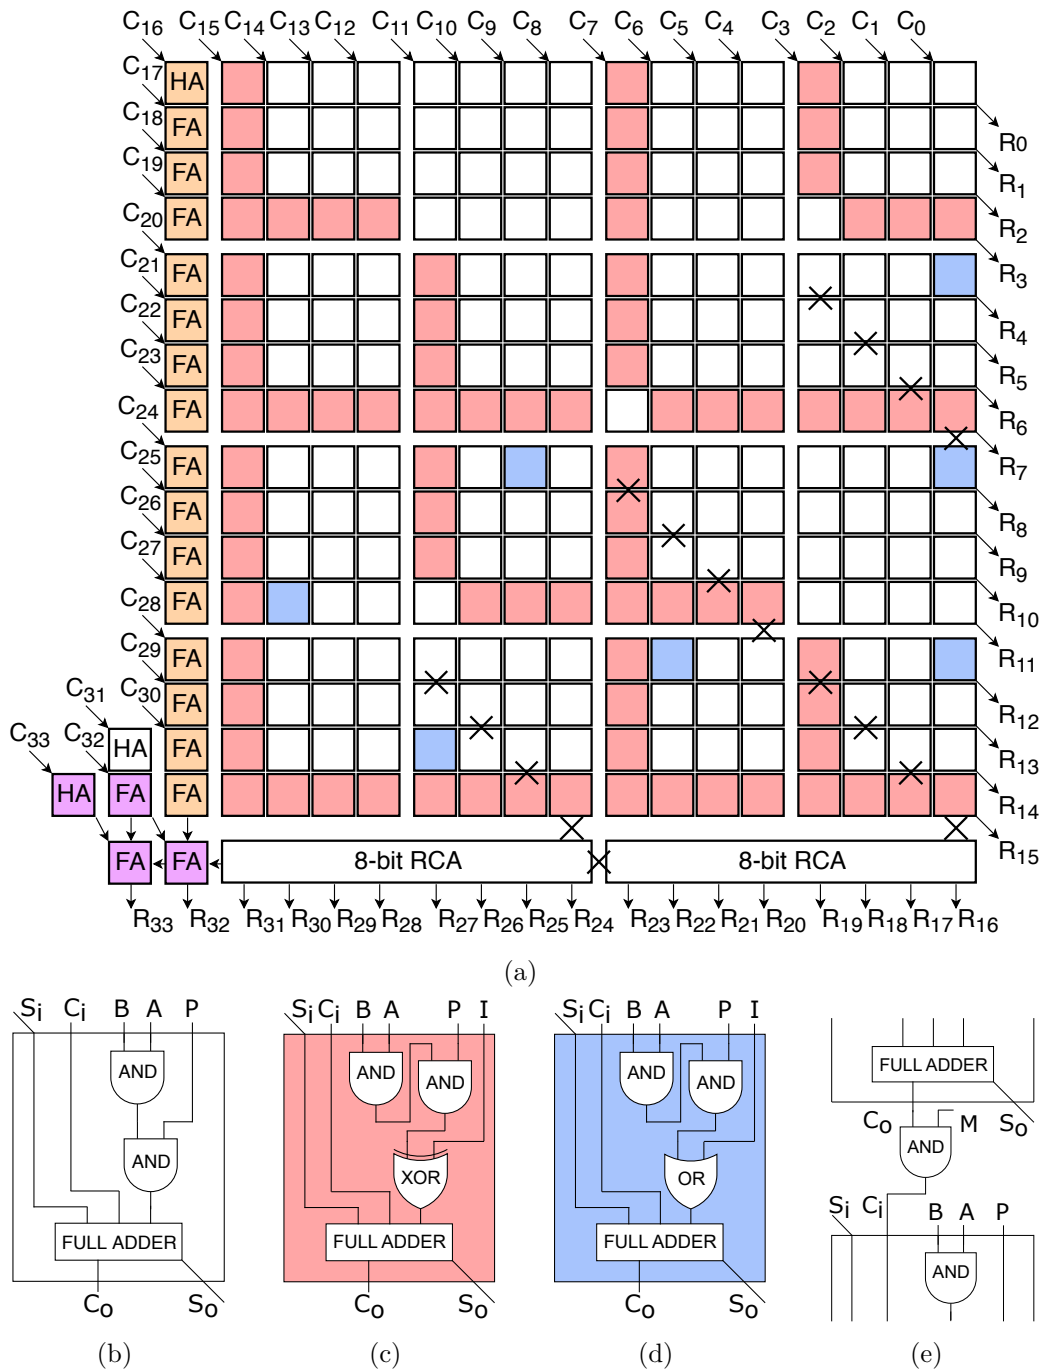 C16 C15 C14 C13 C12 C11 C10 C9 C8 C7 C6 C5 C4 C3 C2 C1 C0
C17 HA
C18 FA R0
C19 FA R1
C20 FA R2
C21 FA R3
C22 FA R4
C23 FA R5
C24 FA R6
C25 FA R7
C26 FA R8
C27 FA R9
C28 FA R10
C29 FA R11
C31 C30 FA R12
C33 C32 HA FA R13
HA FA FA R14
FA FA 8-bit RCA 8-bit RCA R15
R33 R32 R31 R30 R29 R28 R27 R26 R25 R24 R23 R22 R21 R20 R19 R18 R17 R16
(a)
Si Ci B A P
AND
AND
FULL ADDER
Co So
(b)
Si Ci B A P I
AND AND
XOR
FULL ADDER
Co So
(c)
Si Ci B A P I
AND AND
OR
FULL ADDER
Co So
(d)
FULL ADDER
Co M So
AND
Si Ci B A P
AND
(e)